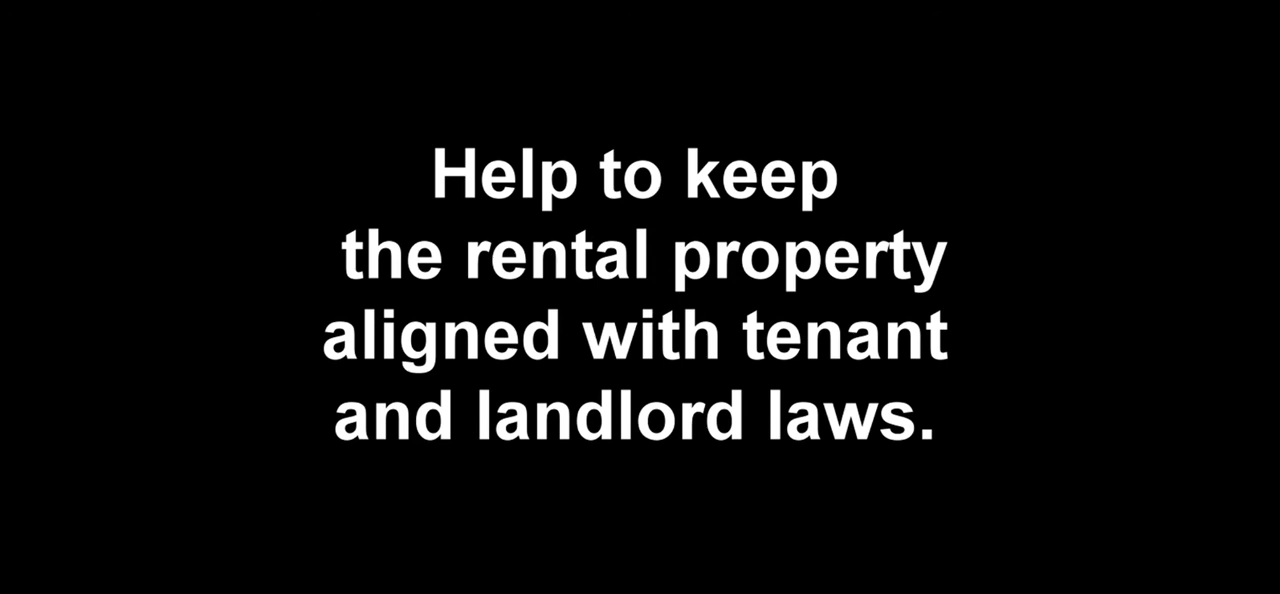 Help to keep
the rental property
aligned with tenant
and landlord laws.